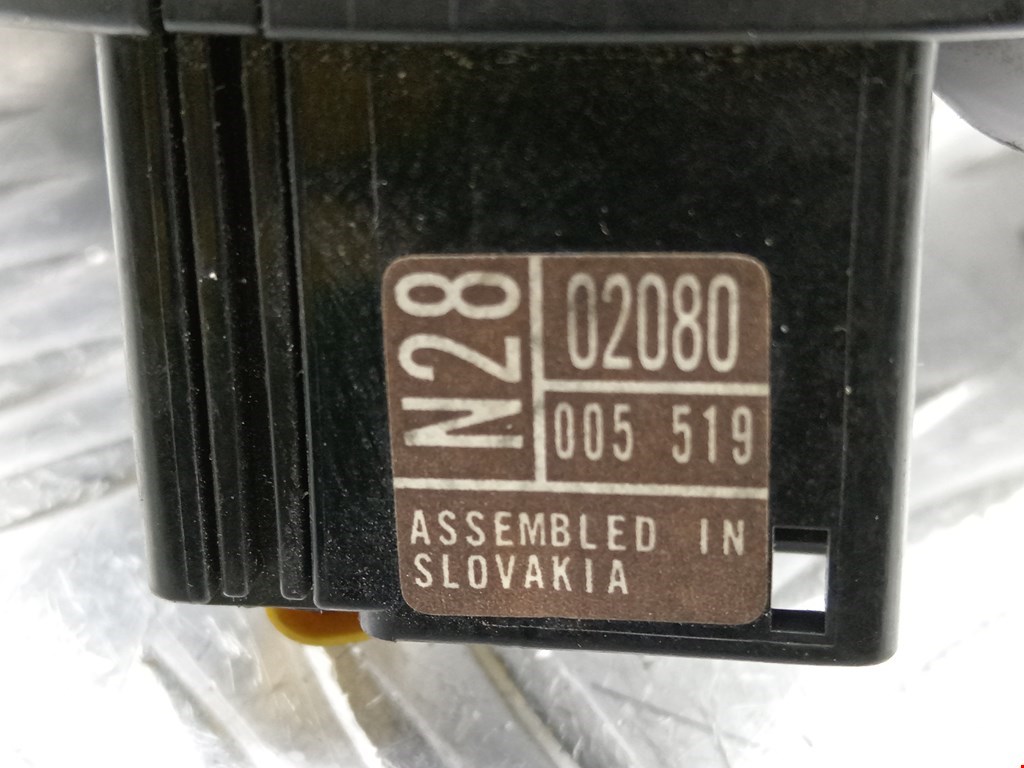 N28
02080
005 519
ASSEMBLED IN
SLOVAKIA